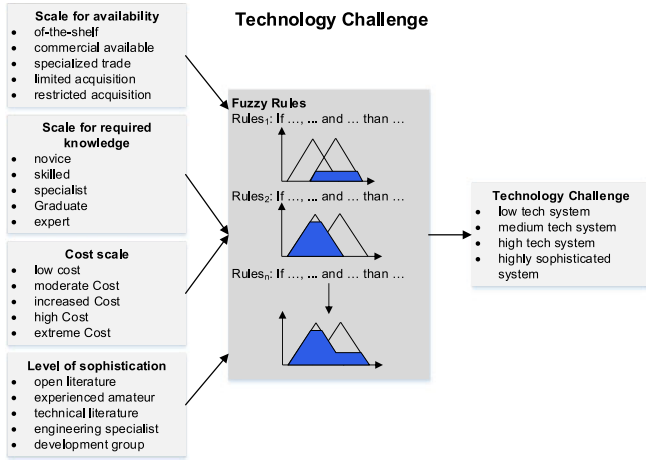 Technology Challenge
Scale for availability
• of-the-shelf
• commercial available
• specialized trade
• limited acquisition
• restricted acquisition
Scale for required
knowledge
• novice
• skilled
• specialist
• Graduate
• expert
Cost scale
• low cost
• moderate Cost
• increased Cost
• high Cost
• extreme Cost
Level of sophistication
• open literature
• experienced amateur
• technical literature
• engineering specialist
• development group
Fuzzy Rules
Rules₁: If …, ... and … than …
Rules₂: If …, ... and … than …
Rulesₙ: If …, ... and … than …
Technology Challenge
• low tech system
• medium tech system
• high tech system
• highly sophisticated
system